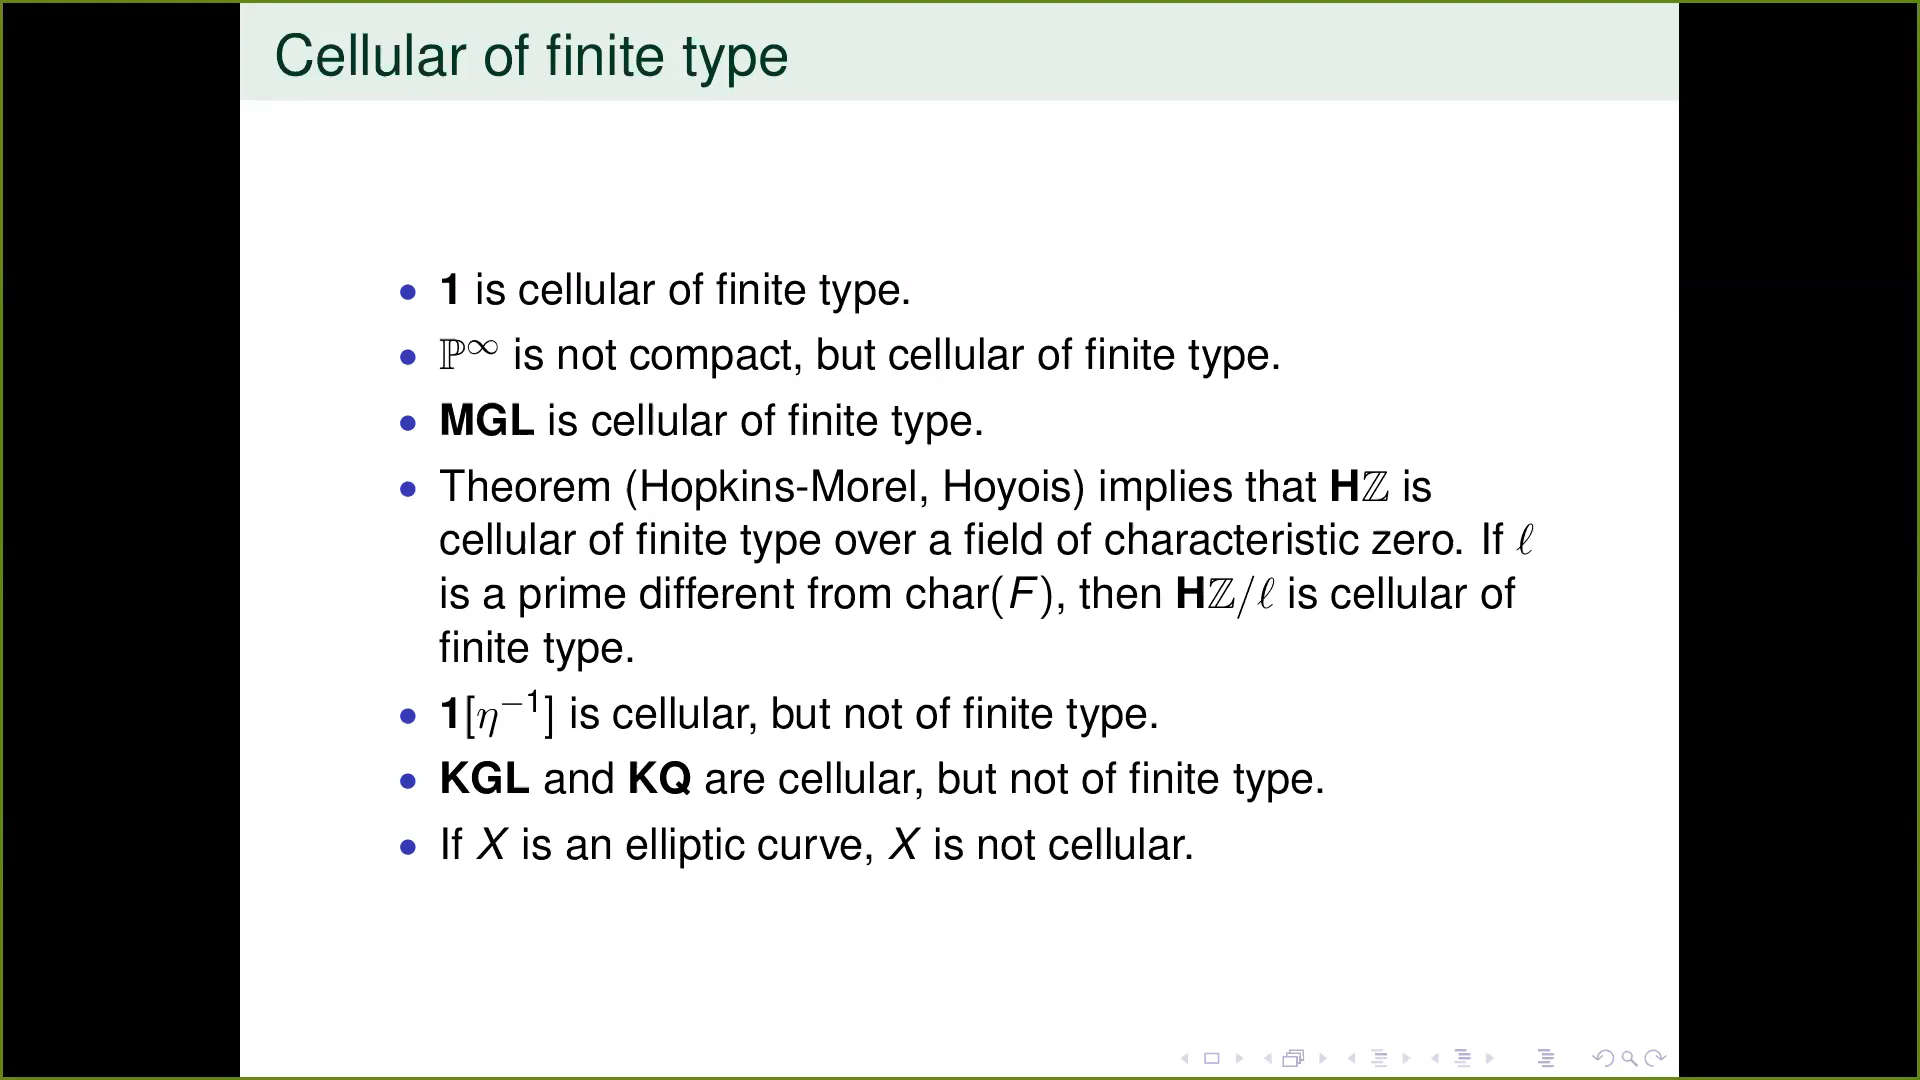 Cellular of finite type
• 1 is cellular of finite type.
• ℙ^∞ is not compact, but cellular of finite type.
• MGL is cellular of finite type.
• Theorem (Hopkins-Morel, Hoyois) implies that Hℤ is
cellular of finite type over a field of characteristic zero. If ℓ
is a prime different from char(F), then Hℤ/ℓ is cellular of
finite type.
• 1[η⁻¹] is cellular, but not of finite type.
• KGL and KQ are cellular, but not of finite type.
• If X is an elliptic curve, X is not cellular.